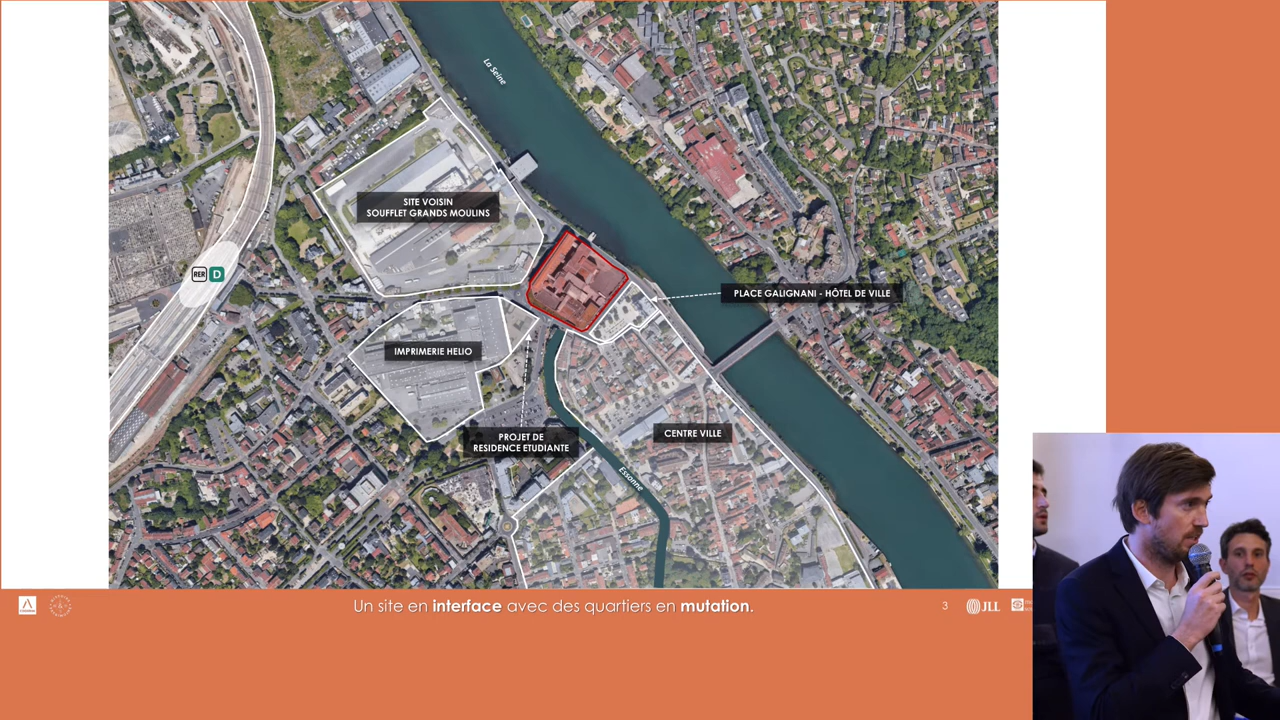 La Seine
SITE VOISIN
SOUFFLET GRANDS MOULINS
RER D
PLACE GALIGNANI - HÔTEL DE VILLE
IMPRIMERIE HELIO
PROJET DE
RESIDENCE ETUDIANTE
CENTRE VILLE
Essonne
Un site en interface avec des quartiers en mutation.
3
JLL